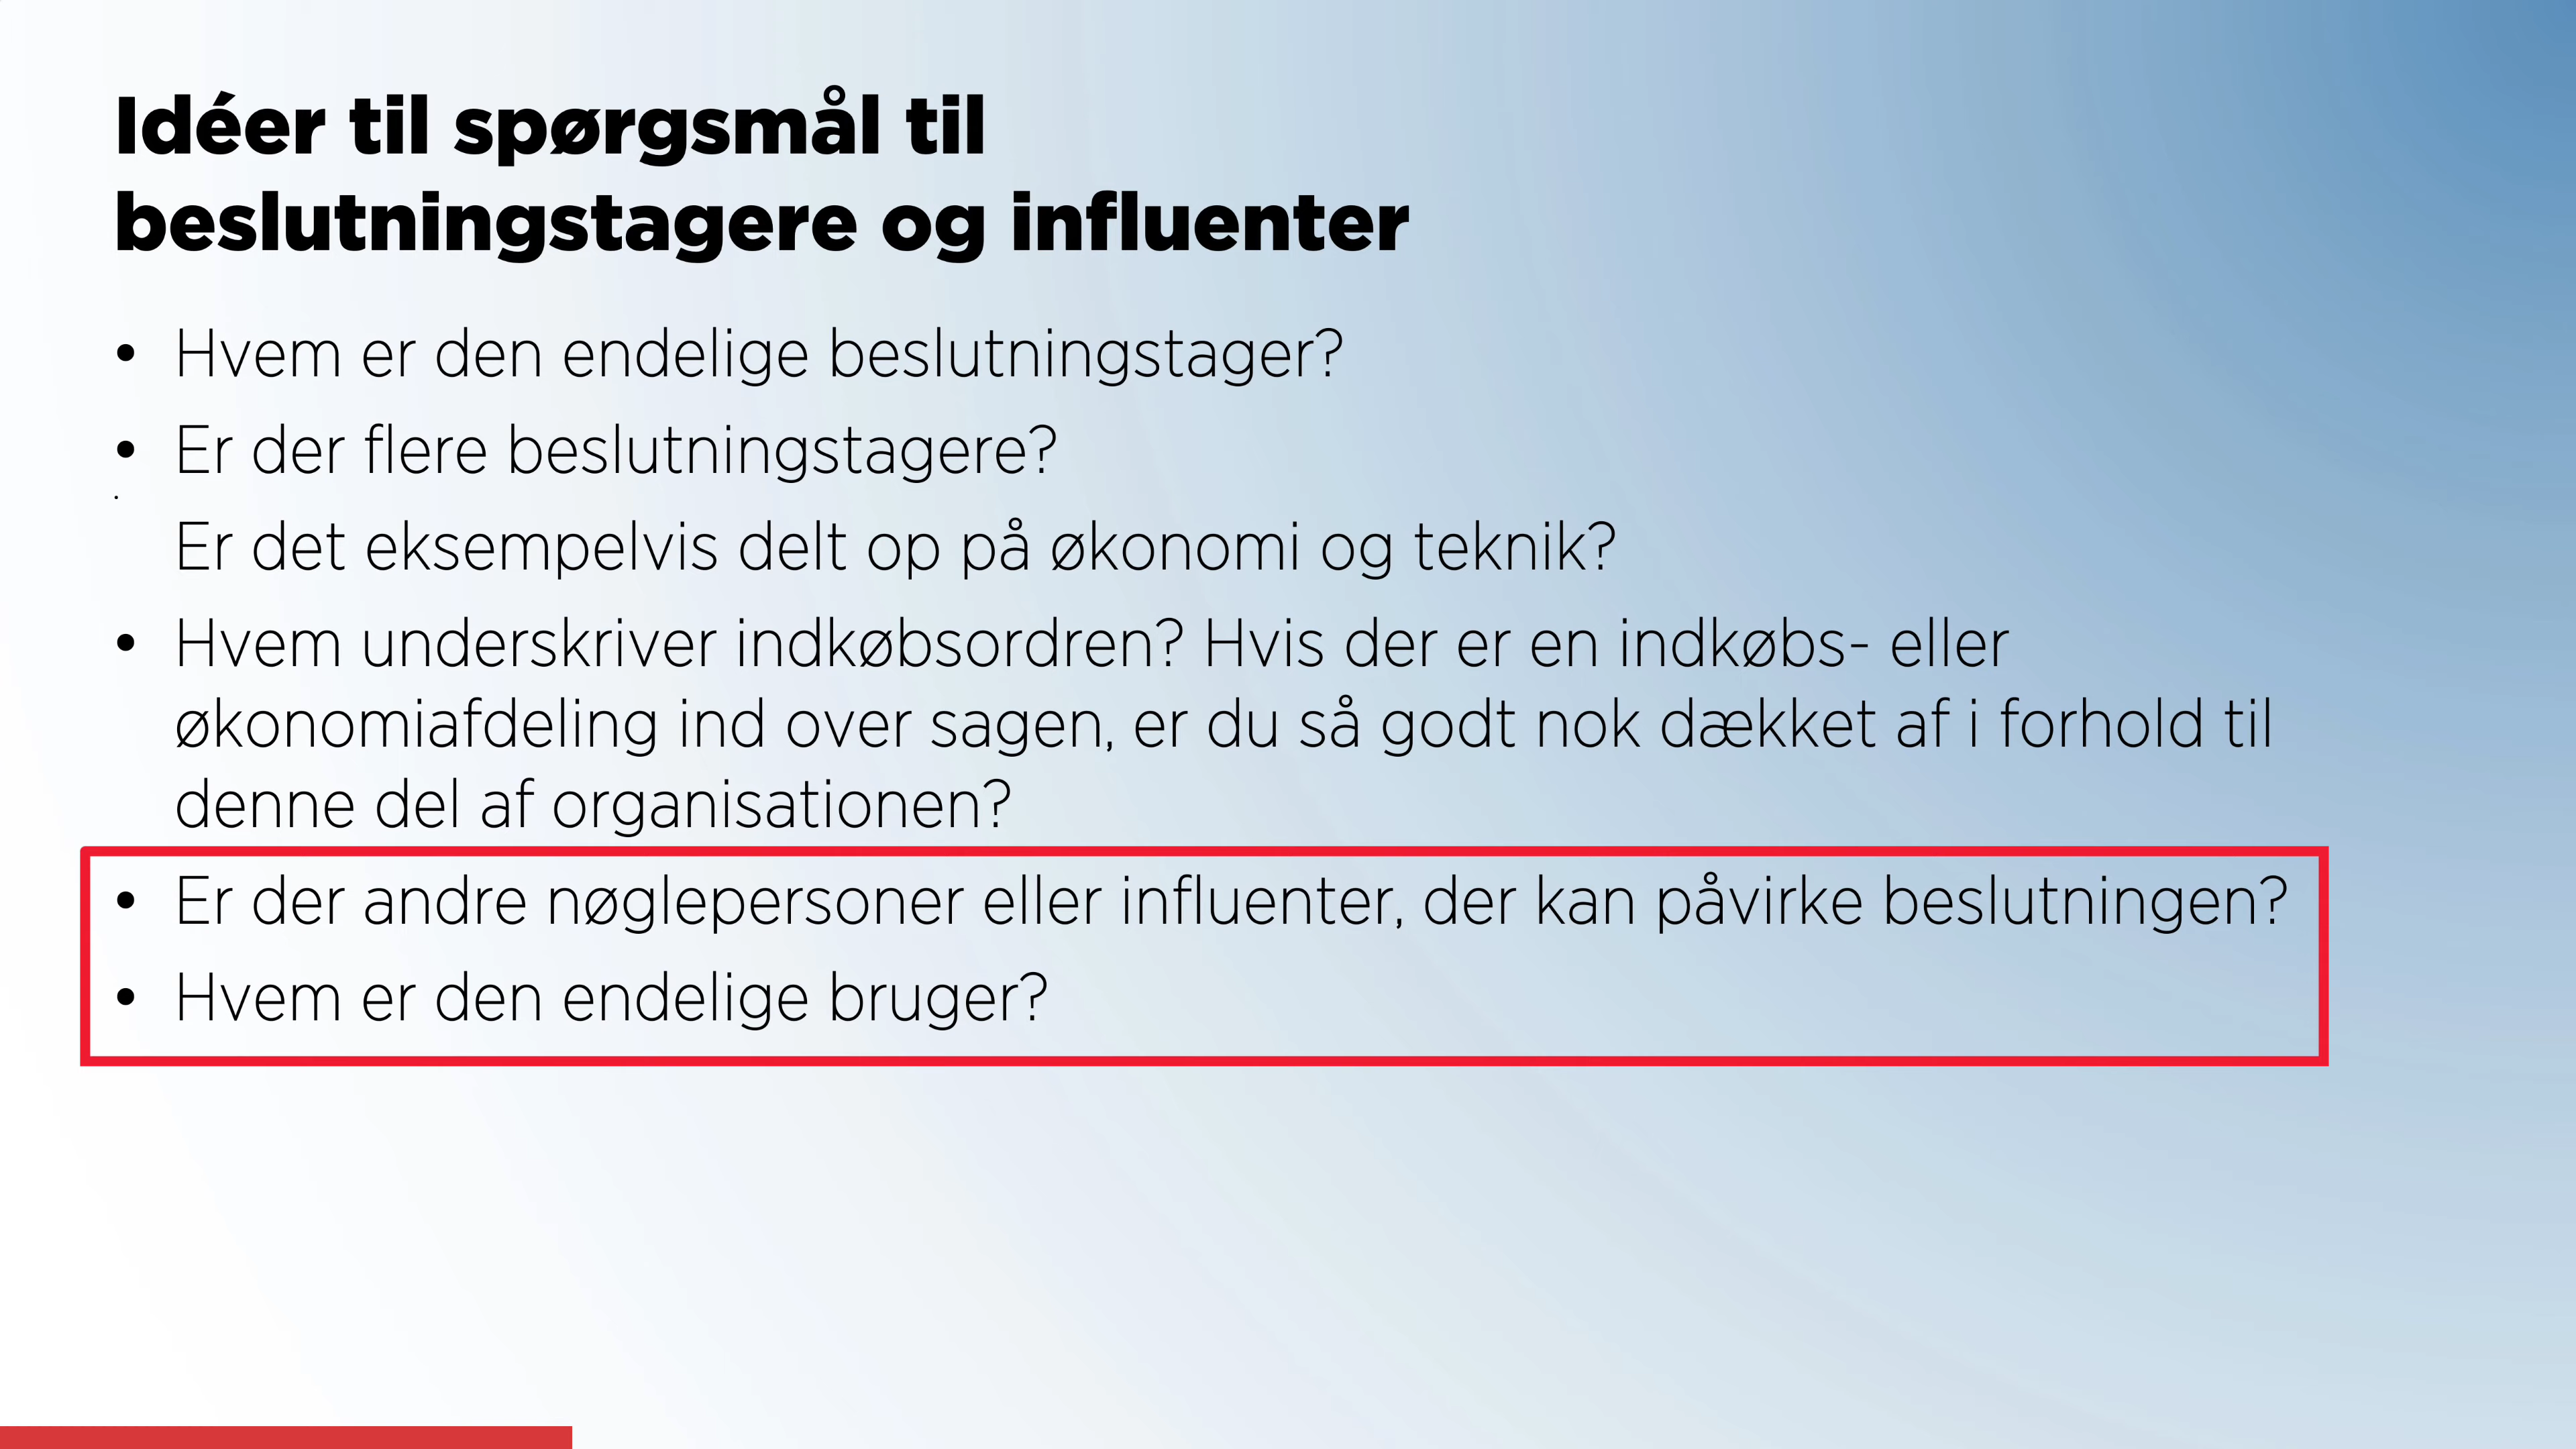 Idéer til spørgsmål til
beslutningstagere og influenter
• Hvem er den endelige beslutningstager?
• Er der flere beslutningstagere?
Er det eksempelvis delt op på økonomi og teknik?
• Hvem underskriver indkøbsordren? Hvis der er en indkøbs- eller
økonomiafdeling ind over sagen, er du så godt nok dækket af i forhold til
denne del af organisationen?
• Er der andre nøglepersoner eller influenter, der kan påvirke beslutningen?
• Hvem er den endelige bruger?